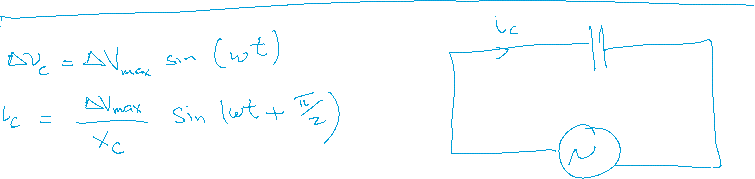 Δv_c = ΔV_max sin (ωt)
i_c = ΔV_max / X_c sin (ωt + π/2)
i_c
~